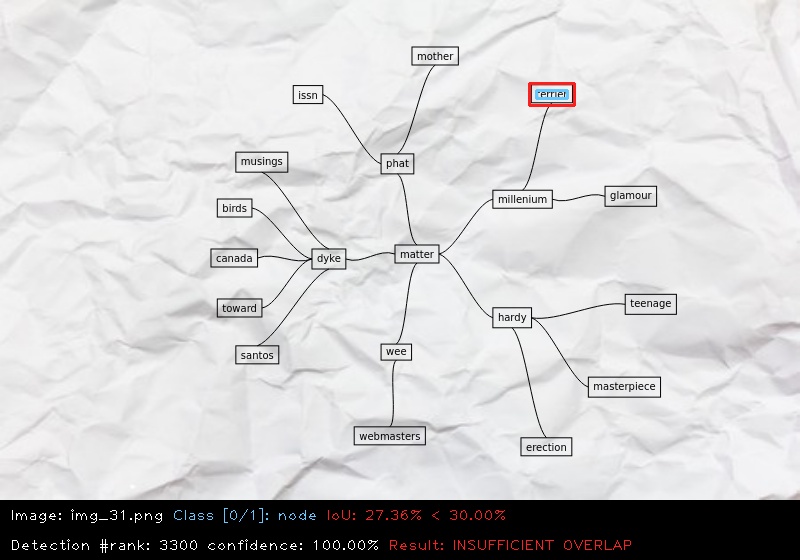 mother
issn
terrier
musings
phat
millenium
glamour
birds
canada
dyke
matter
toward
hardy
teenage
santos
wee
masterpiece
webmasters
erection
Image: img_31.png Class [0/1]: node IoU: 27.36% < 30.00%
Detection #rank: 3300 confidence: 100.00% Result: INSUFFICIENT OVERLAP